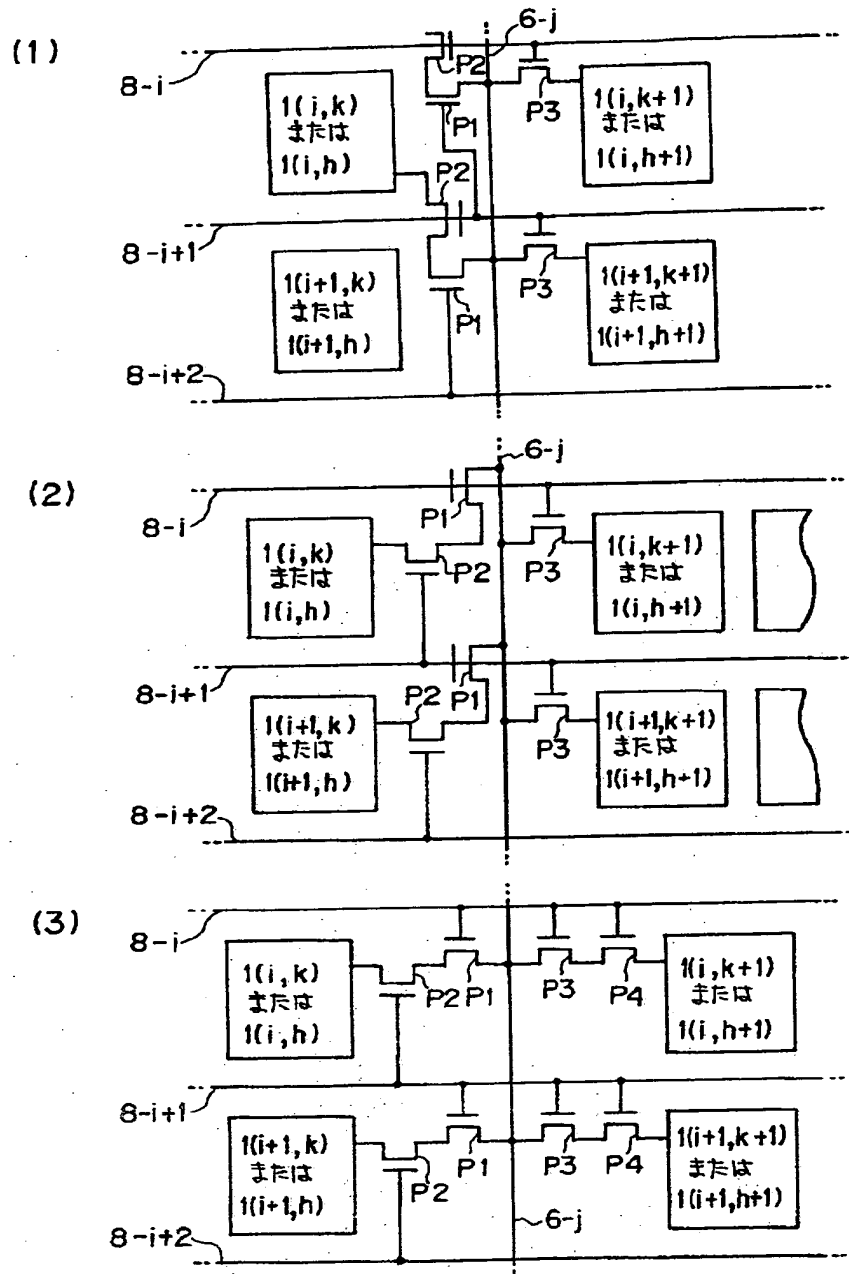 (1)
6-j
8-i
P2
1(i,k)
または
1(i,h)
P1
P3
1(i,k+1)
または
1(i,h+1)
P2
8-i+1
1(i+1,k)
または
1(i+1,h)
P1
P3
1(i+1,k+1)
または
1(i+1,h+1)
8-i+2
(2)
6-j
8-i
P1
1(i,k)
または
1(i,h)
P2
P3
1(i,k+1)
または
1(i,h+1)
8-i+1
P2
P1
1(i+1,k)
または
1(i+1,h)
P3
1(i+1,k+1)
または
1(i+1,h+1)
8-i+2
(3)
8-i
1(i,k)
または
1(i,h)
P2
P1
P3
P4
1(i,k+1)
または
1(i,h+1)
8-i+1
1(i+1,k)
または
1(i+1,h)
P2
P1
P3
P4
1(i+1,k+1)
または
1(i+1,h+1)
8-i+2
6-j